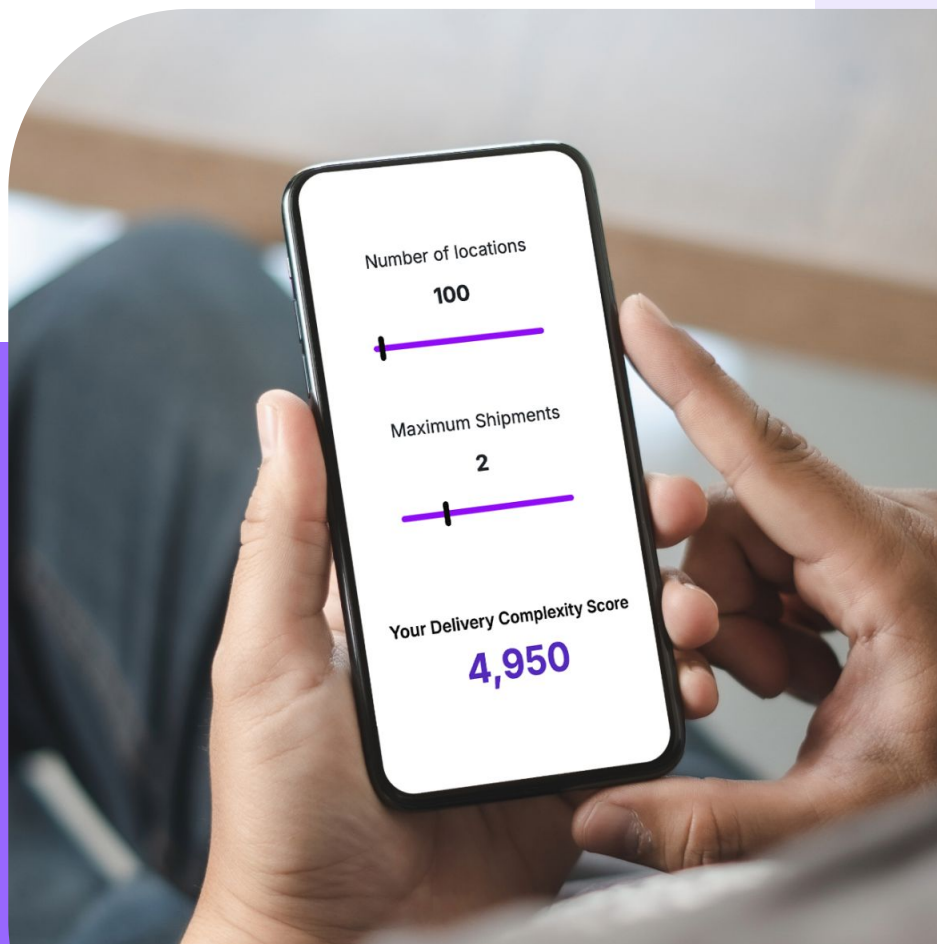 Number of locations
100
Maximum Shipments
2
Your Delivery Complexity Score
4,950